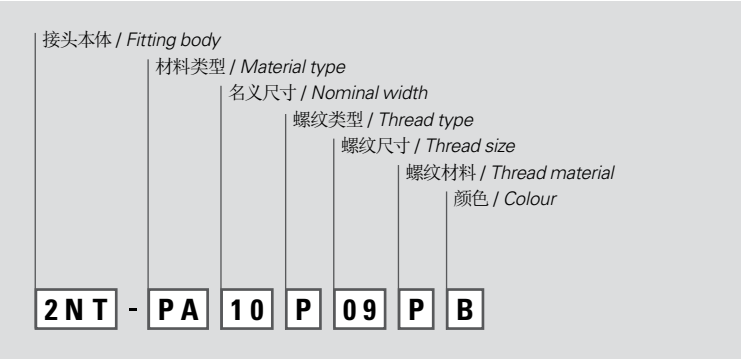 接头本体 / Fitting body
材料类型 / Material type
名义尺寸 / Nominal width
螺纹类型 / Thread type
螺纹尺寸 / Thread size
螺纹材料 / Thread material
颜色 / Colour
2NT - PA 10 P 09 P B